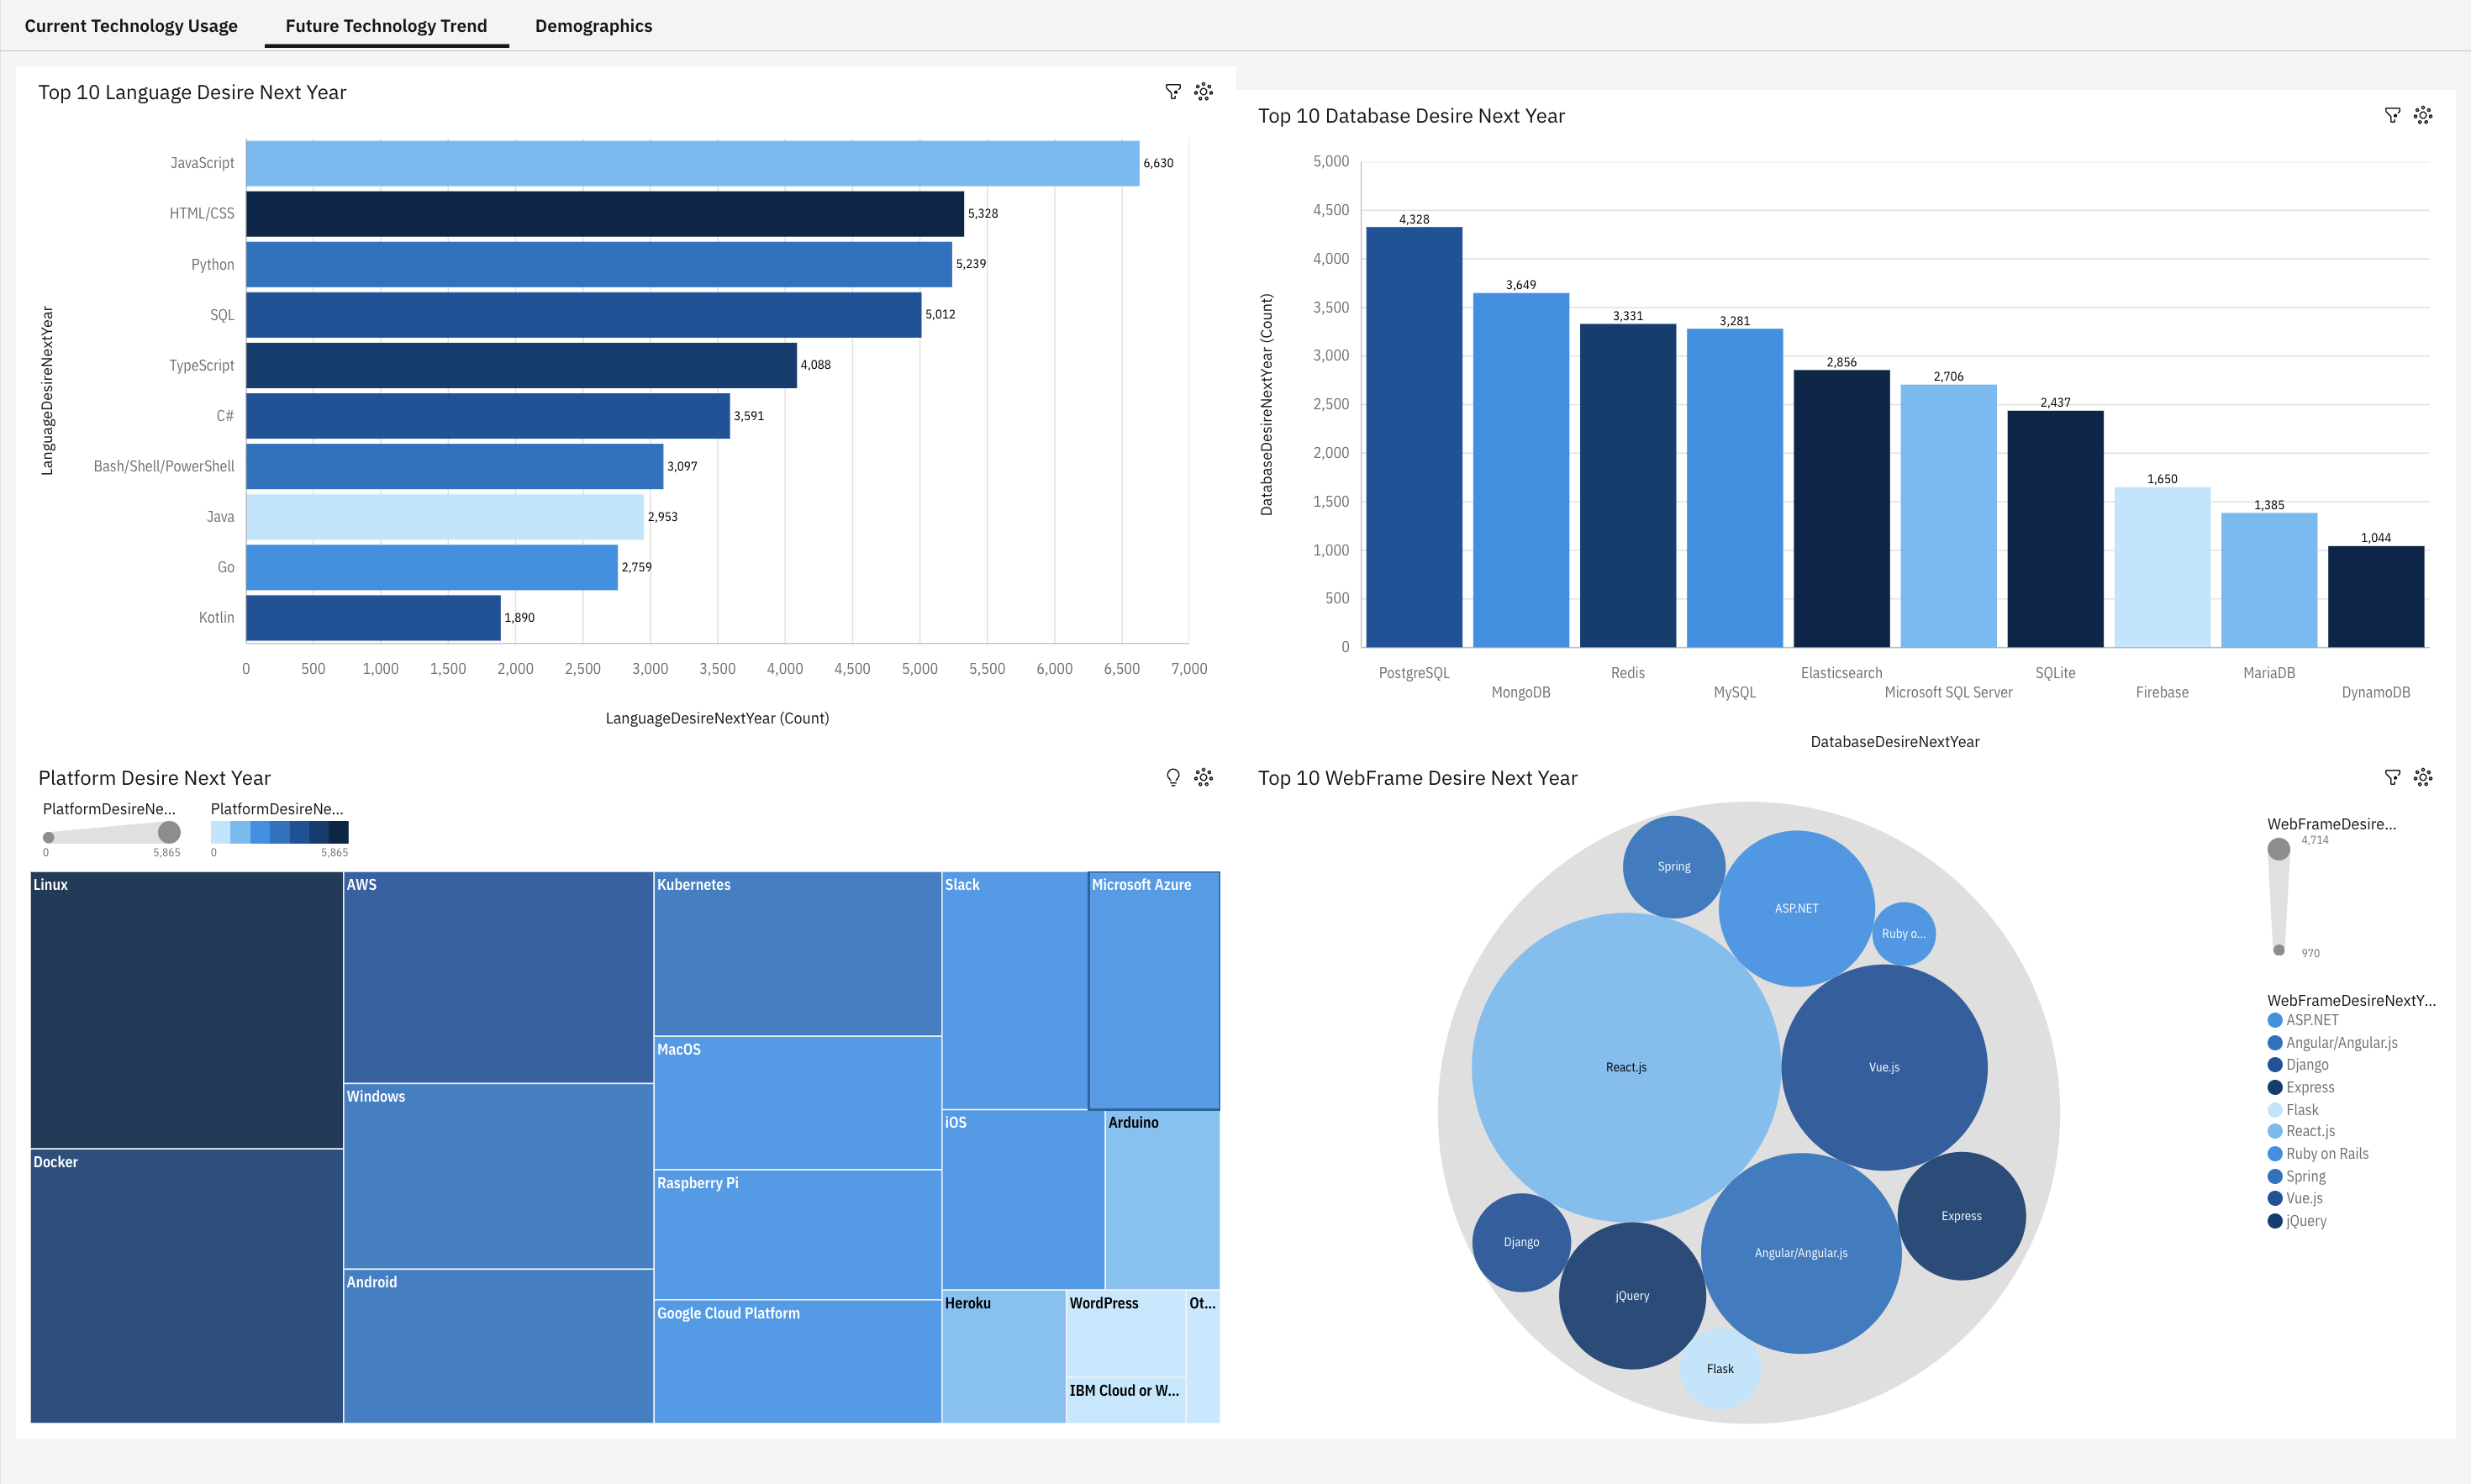 Current Technology Usage
Future Technology Trend
Demographics
Top 10 Language Desire Next Year
LanguageDesireNextYear
JavaScript
6,630
HTML/CSS
5,328
Python
5,239
SQL
5,012
TypeScript
4,088
C#
3,591
Bash/Shell/PowerShell
3,097
Java
2,953
Go
2,759
Kotlin
1,890
0 500 1,000 1,500 2,000 2,500 3,000 3,500 4,000 4,500 5,000 5,500 6,000 6,500 7,000
LanguageDesireNextYear (Count)
Top 10 Database Desire Next Year
DatabaseDesireNextYear (Count)
5,000
4,500
4,000
3,500
3,000
2,500
2,000
1,500
1,000
500
0
4,328
3,649
3,331
3,281
2,856
2,706
2,437
1,650
1,385
1,044
PostgreSQL
MongoDB
Redis
MySQL
Elasticsearch
Microsoft SQL Server
SQLite
Firebase
MariaDB
DynamoDB
DatabaseDesireNextYear
Platform Desire Next Year
PlatformDesireNe...
0 5,865
PlatformDesireNe...
0 5,865
Linux
Docker
AWS
Windows
Android
Kubernetes
MacOS
Raspberry Pi
Google Cloud Platform
Slack
Microsoft Azure
iOS
Arduino
Heroku
WordPress
Ot...
IBM Cloud or W...
Top 10 WebFrame Desire Next Year
Spring
ASP.NET
Ruby o...
React.js
Vue.js
Django
jQuery
Angular/Angular.js
Express
Flask
WebFrameDesire...
4,714
970
WebFrameDesireNextY...
ASP.NET
Angular/Angular.js
Django
Express
Flask
React.js
Ruby on Rails
Spring
Vue.js
jQuery